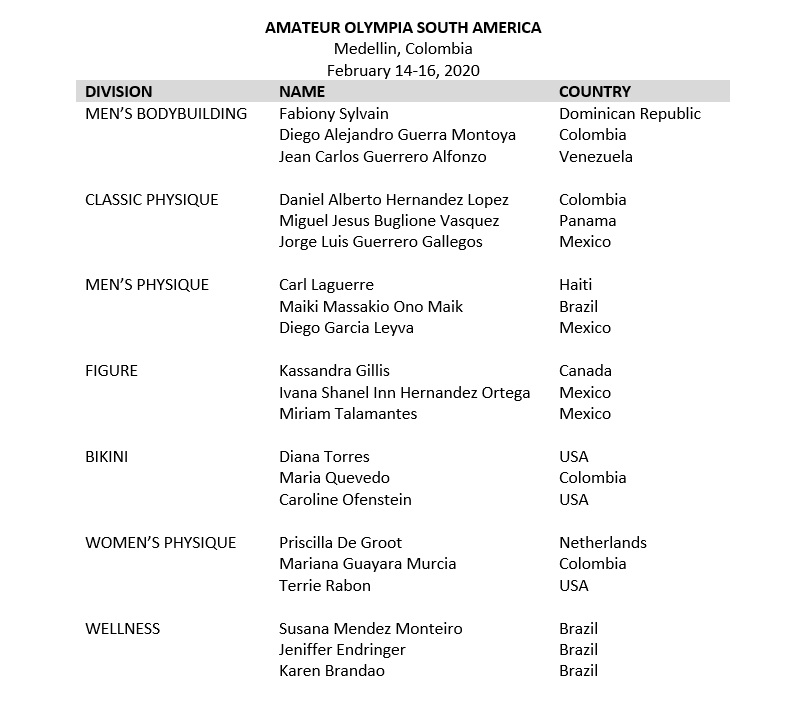 AMATEUR OLYMPIA SOUTH AMERICA
Medellin, Colombia
February 14-16, 2020
DIVISION NAME COUNTRY
MEN’S BODYBUILDING Fabiony Sylvain Dominican Republic
Diego Alejandro Guerra Montoya Colombia
Jean Carlos Guerrero Alfonzo Venezuela
CLASSIC PHYSIQUE Daniel Alberto Hernandez Lopez Colombia
Miguel Jesus Buglione Vasquez Panama
Jorge Luis Guerrero Gallegos Mexico
MEN’S PHYSIQUE Carl Laguerre Haiti
Maiki Massakio Ono Maik Brazil
Diego Garcia Leyva Mexico
FIGURE Kassandra Gillis Canada
Ivana Shanel Inn Hernandez Ortega Mexico
Miriam Talamantes Mexico
BIKINI Diana Torres USA
Maria Quevedo Colombia
Caroline Ofenstein USA
WOMEN’S PHYSIQUE Priscilla De Groot Netherlands
Mariana Guayara Murcia Colombia
Terrie Rabon USA
WELLNESS Susana Mendez Monteiro Brazil
Jeniffer Endringer Brazil
Karen Brandao Brazil